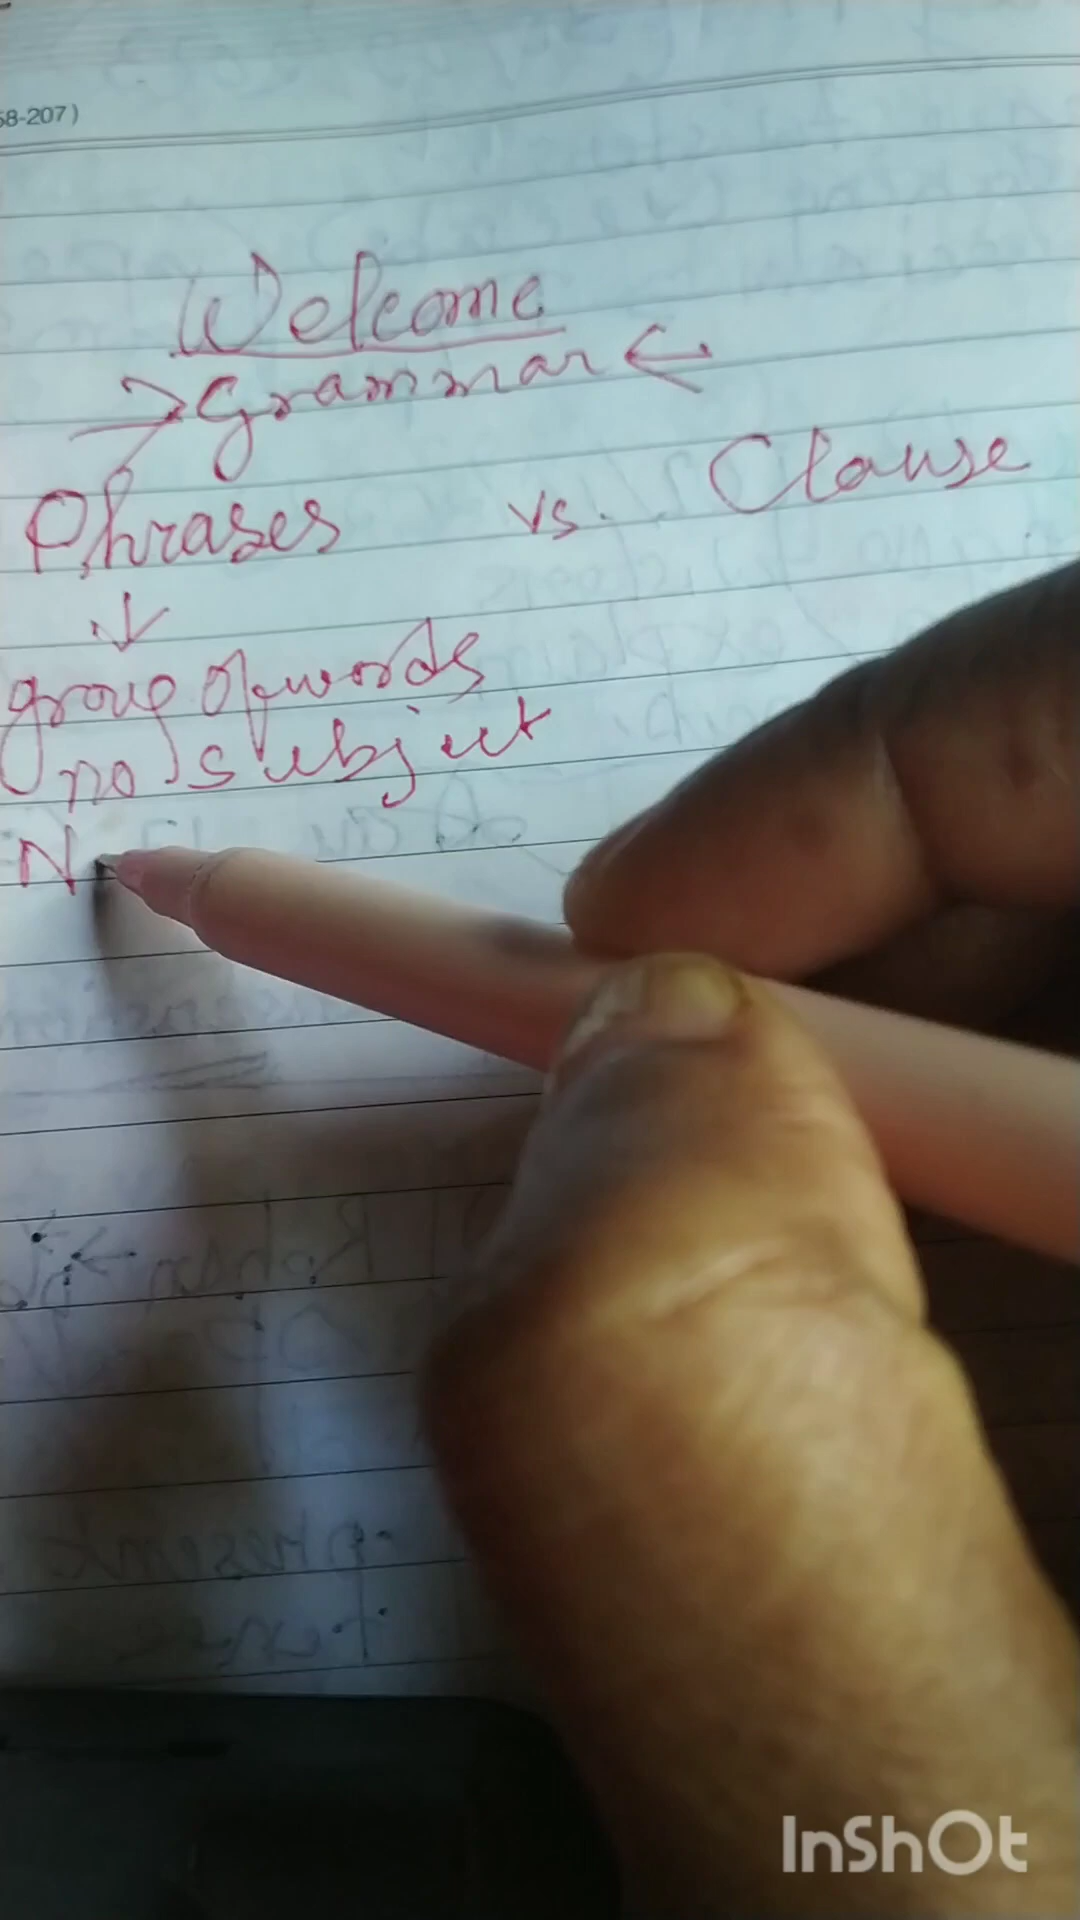 58-207)
Welcome
→ Grammar ←
Phrases vs. Clause
↓
group of words
no subject
N
InShOt